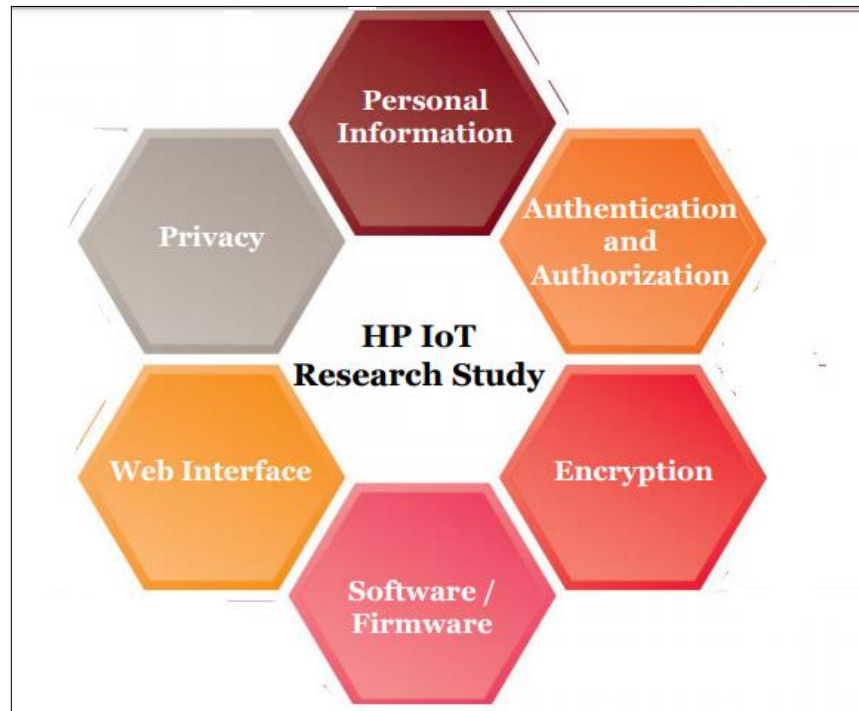 Personal
Information
Authentication
and
Authorization
Encryption
Software /
Firmware
Web Interface
Privacy
HP IoT
Research Study